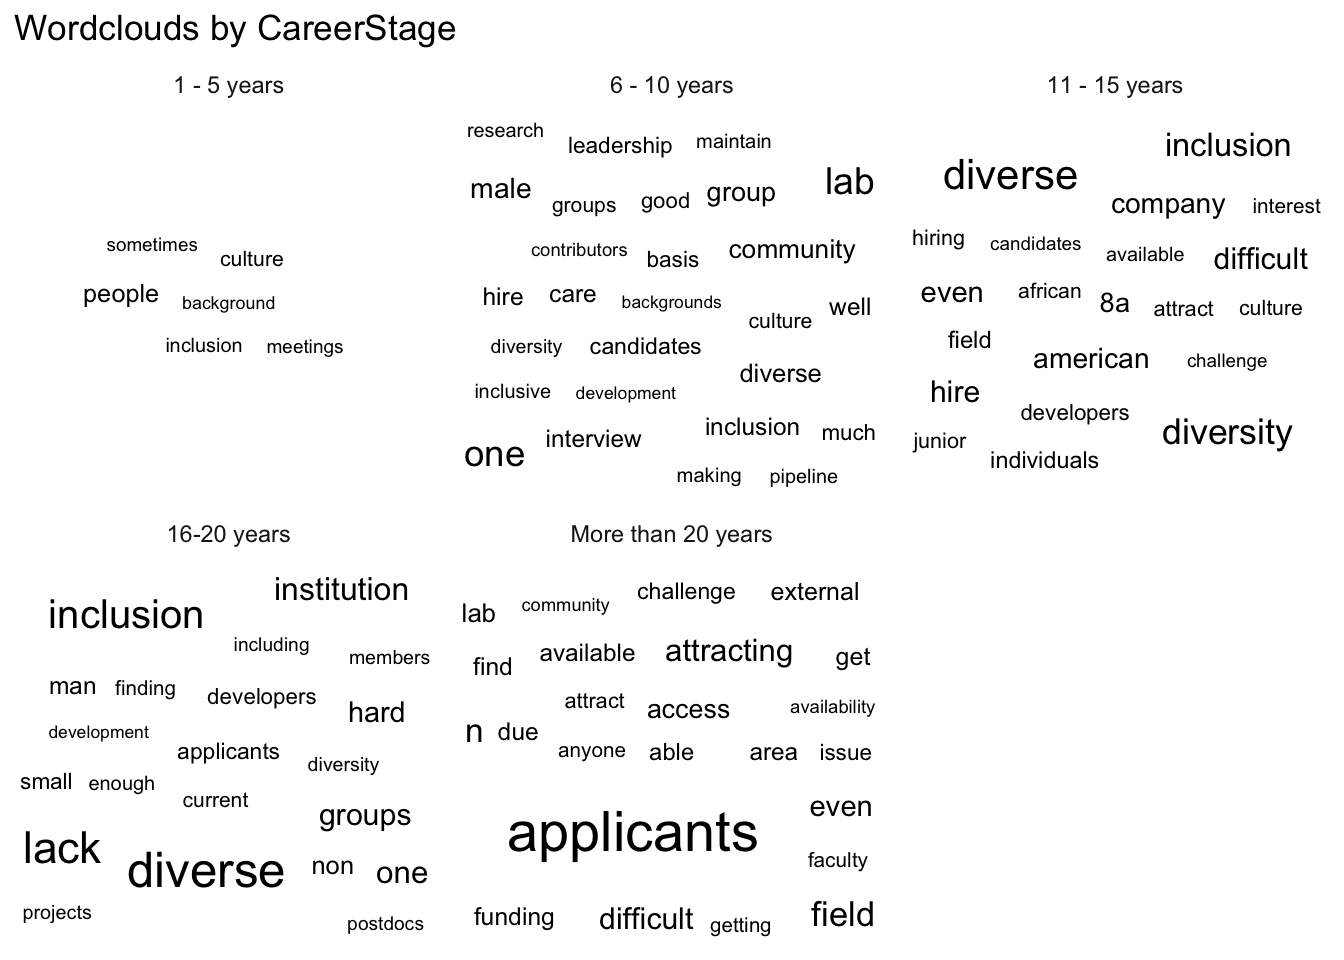 Wordclouds by CareerStage
1 - 5 years
sometimes
culture
people
background
inclusion
meetings
6 - 10 years
research
leadership
maintain
male
groups
good
group
lab
contributors
basis
community
hire
care
backgrounds
culture
well
diversity
candidates
diverse
inclusive
development
one
interview
inclusion
much
making
pipeline
11 - 15 years
inclusion
diverse
company
interest
hiring
candidates
available
difficult
even
african
8a
attract
culture
field
american
challenge
hire
developers
junior
diversity
individuals
16-20 years
institution
inclusion
including
members
man
finding
developers
hard
development
applicants
diversity
small
enough
current
groups
lack
diverse
non
one
projects
postdocs
More than 20 years
lab
community
challenge
external
find
available
attracting
get
attract
access
availability
n
due
anyone
able
area
issue
applicants
even
faculty
funding
difficult
getting
field